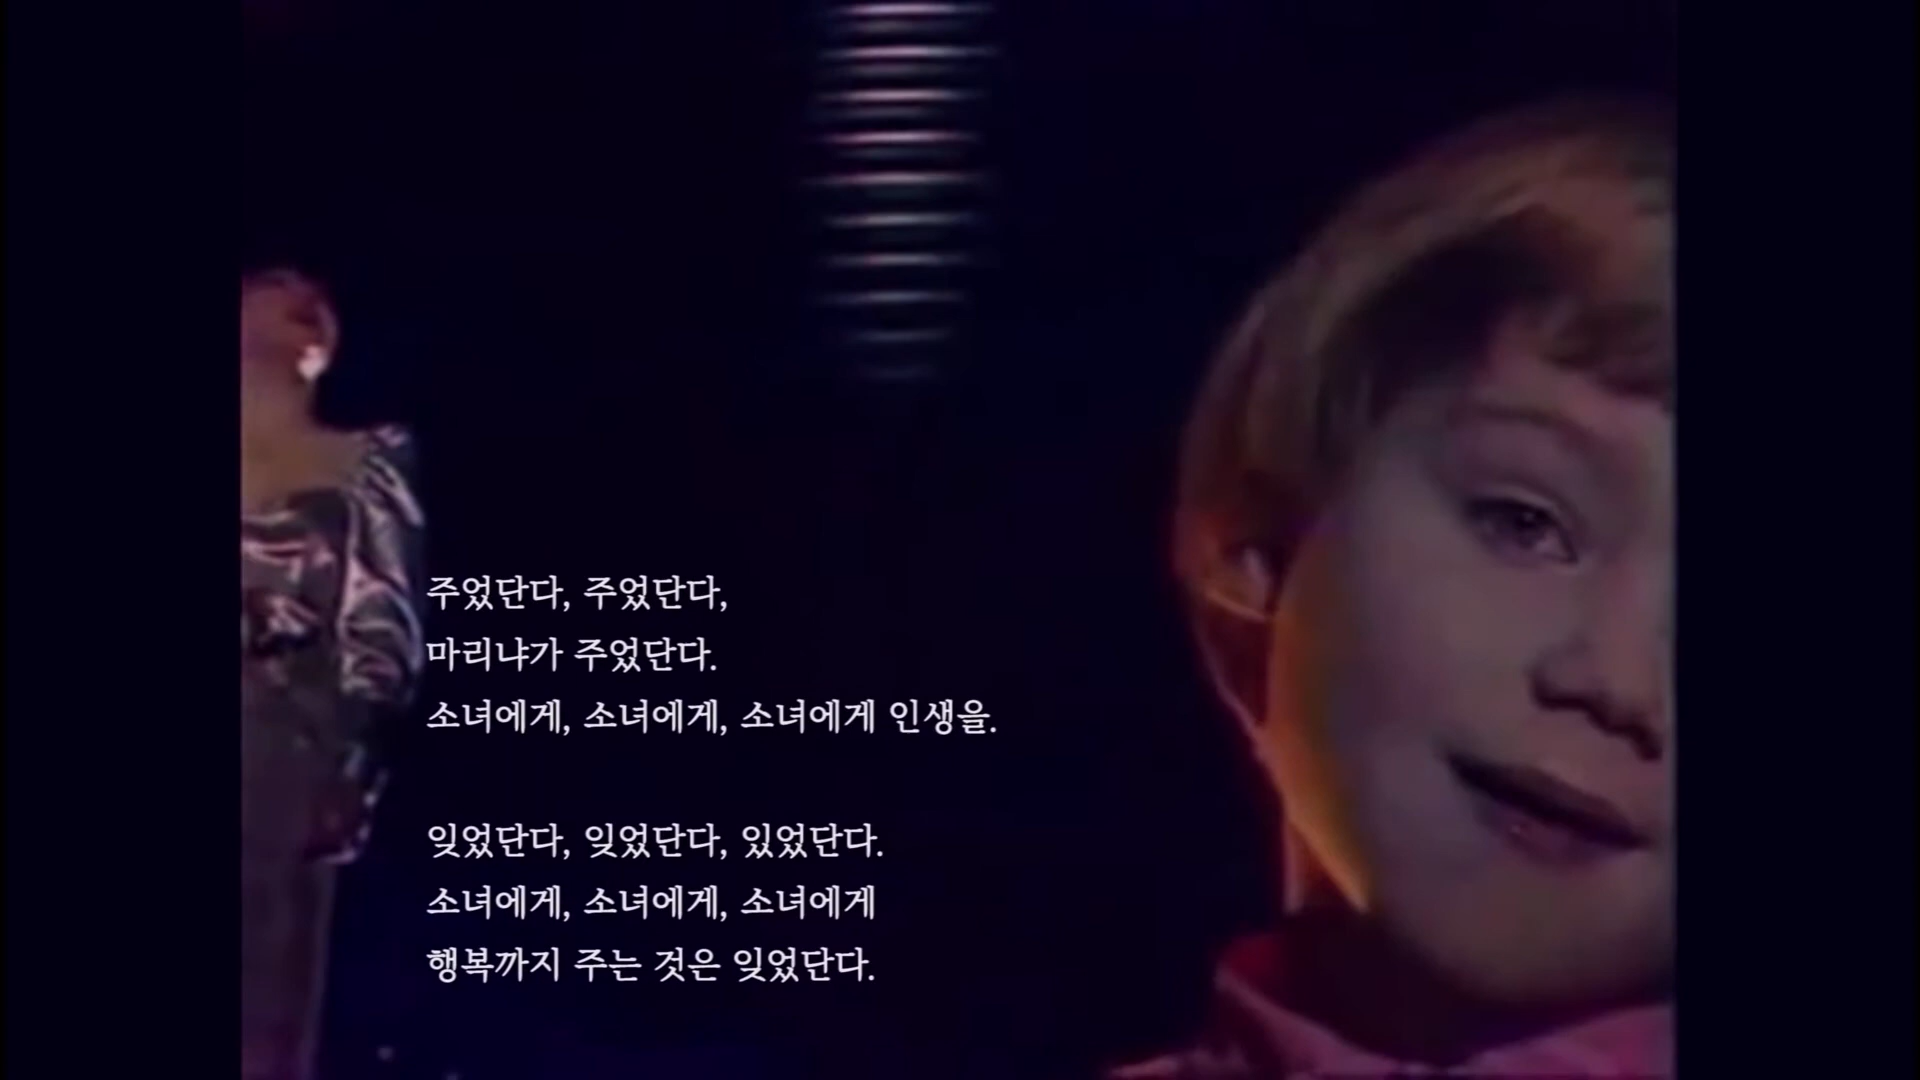 주었단다, 주었단다,
마리냐가 주었단다.
소녀에게, 소녀에게, 소녀에게 인생을.
잊었단다, 잊었단다, 있었단다.
소녀에게, 소녀에게, 소녀에게
행복까지 주는 것은 잊었단다.